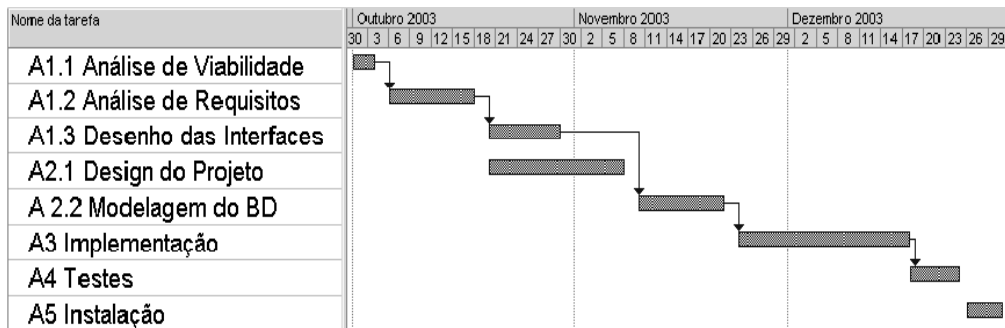 Nome da tarefa
Outubro 2003 Novembro 2003 Dezembro 2003
30 3 6 9 12 15 18 21 24 27 30 2 5 8 11 14 17 20 23 26 29 2 5 8 11 14 17 20 23 26 29
A1.1 Análise de Viabilidade
A1.2 Análise de Requisitos
A1.3 Desenho das Interfaces
A2.1 Design do Projeto
A 2.2 Modelagem do BD
A3 Implementação
A4 Testes
A5 Instalação